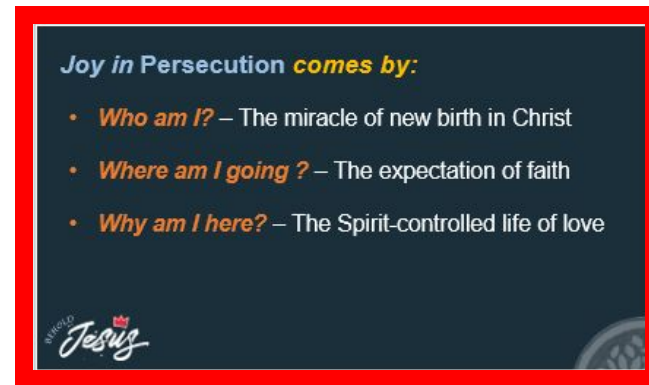 Joy in Persecution comes by:
• Who am I? – The miracle of new birth in Christ
• Where am I going ? – The expectation of faith
• Why am I here? – The Spirit-controlled life of love
BEHOLD
Jesus